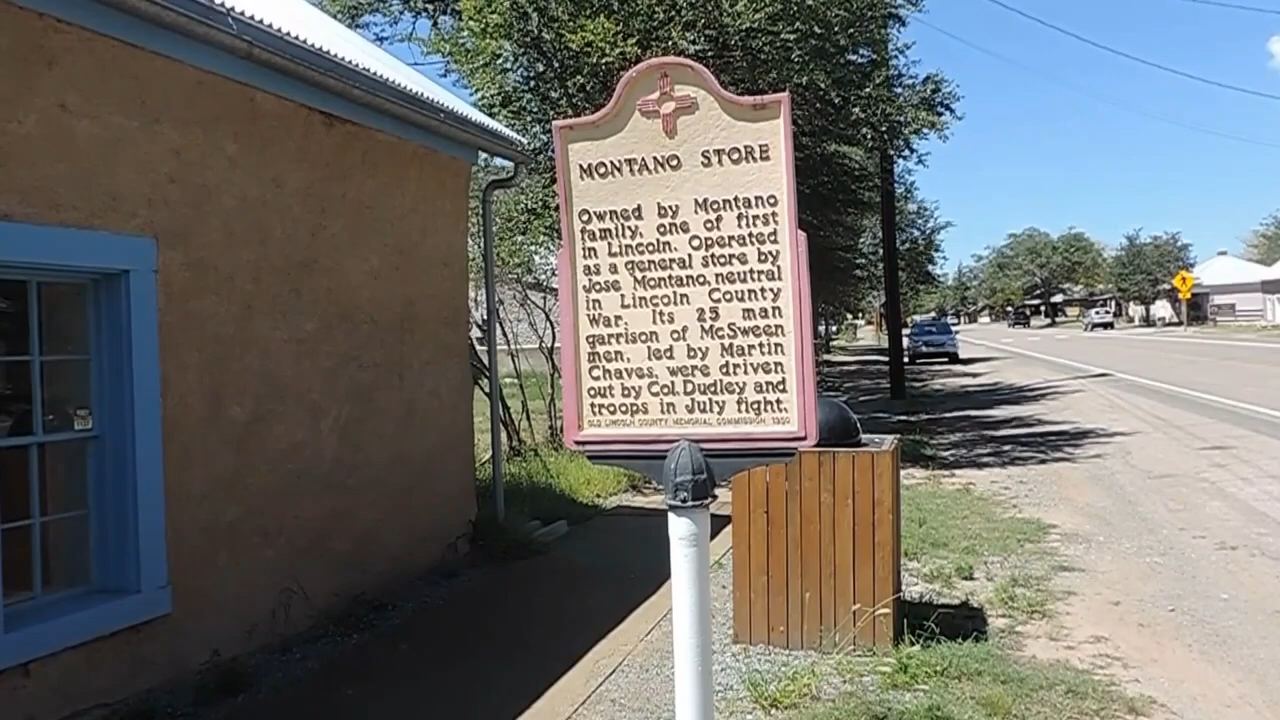 MONTANO STORE
Owned by Montano
family, one of first
in Lincoln. Operated
as a general store by
Jose Montano, neutral
in Lincoln County
War. Its 25 man
garrison of McSween
men, led by Martin
Chaves, were driven
out by Col. Dudley and
troops in July fight.
OLD LINCOLN COUNTY MEMORIAL COMMISSION